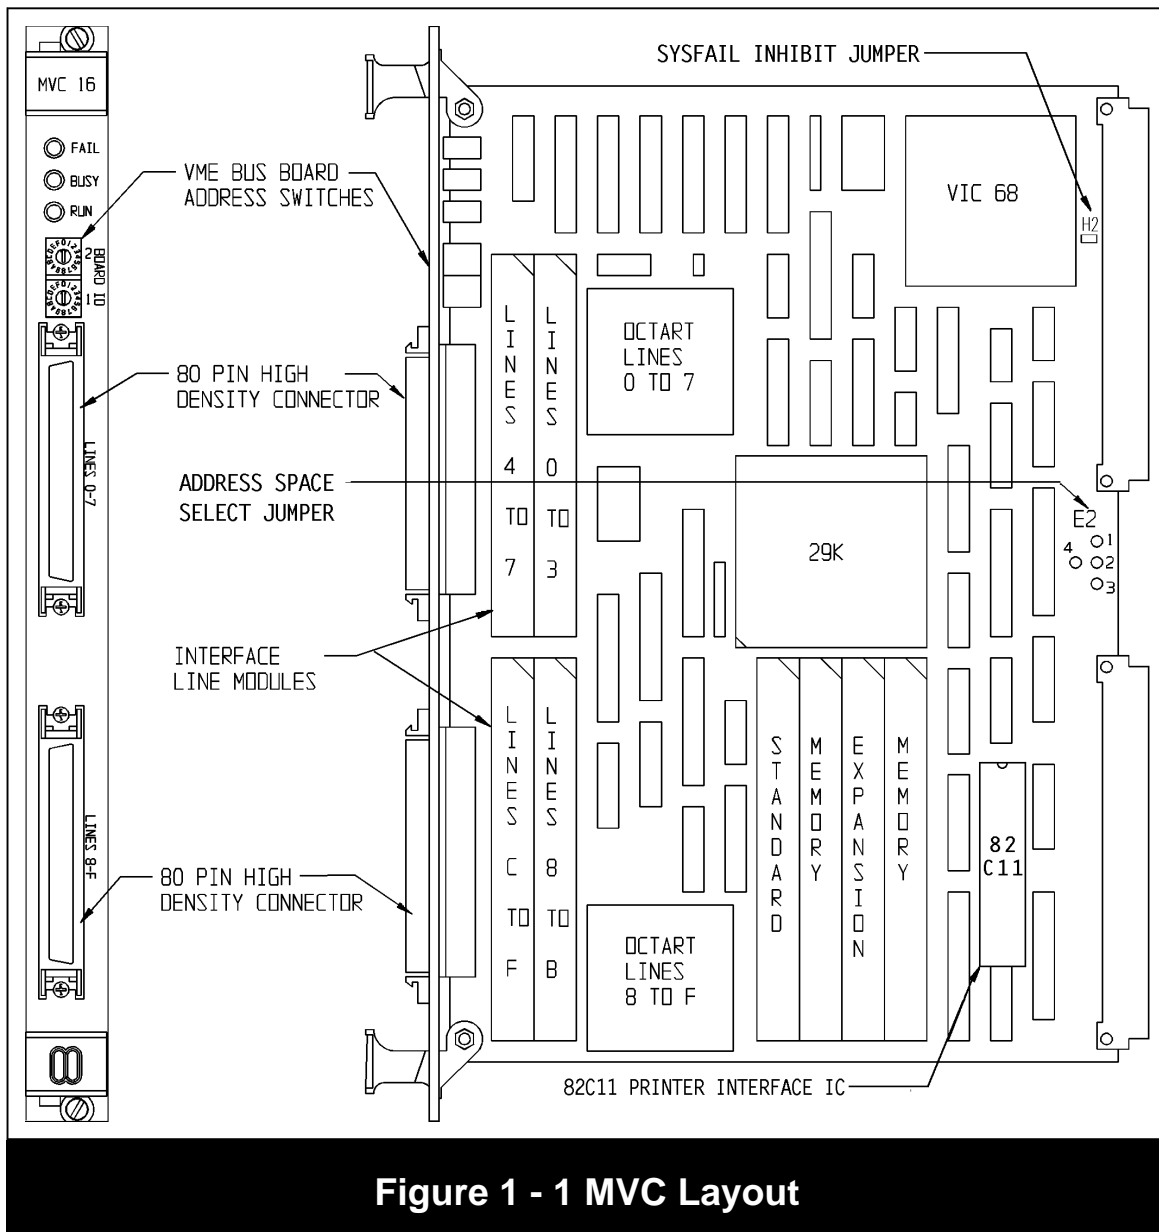 MVC 16
FAIL
BUSY
RUN
2
1
BOARD ID
LINES 0-7
LINES 8-F
VME BUS BOARD
ADDRESS SWITCHES
80 PIN HIGH
DENSITY CONNECTOR
ADDRESS SPACE
SELECT JUMPER
INTERFACE
LINE MODULES
80 PIN HIGH
DENSITY CONNECTOR
SYSFAIL INHIBIT JUMPER
VIC 68
H2
LINES 4 TO 7
LINES 0 TO 3
OCTART
LINES
0 TO 7
29K
E2
1
4
2
3
LINES C TO F
LINES 8 TO B
OCTART
LINES
8 TO F
STANDARD
MEMORY
EXPANSION
MEMORY
82
C11
82C11 PRINTER INTERFACE IC
Figure 1 - 1 MVC Layout